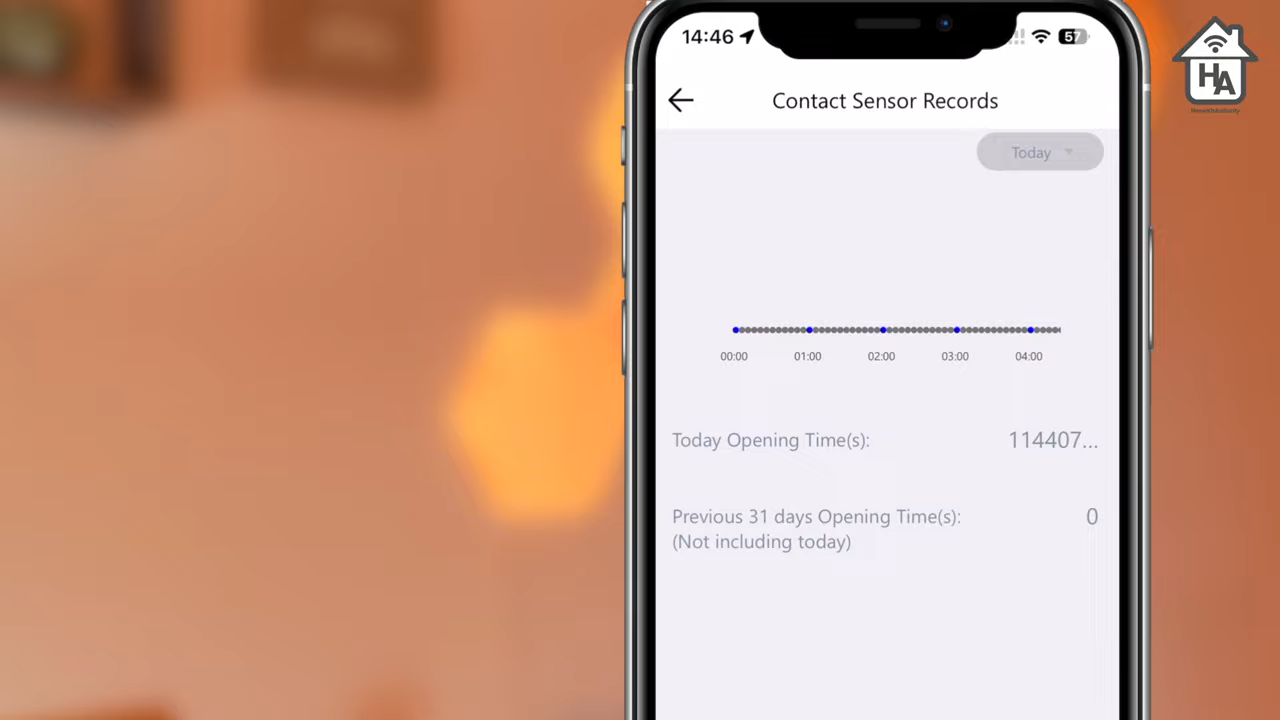 14:46
57
HA
Contact Sensor Records
Today
00:00 01:00 02:00 03:00 04:00
Today Opening Time(s): 114407...
Previous 31 days Opening Time(s): 0
(Not including today)